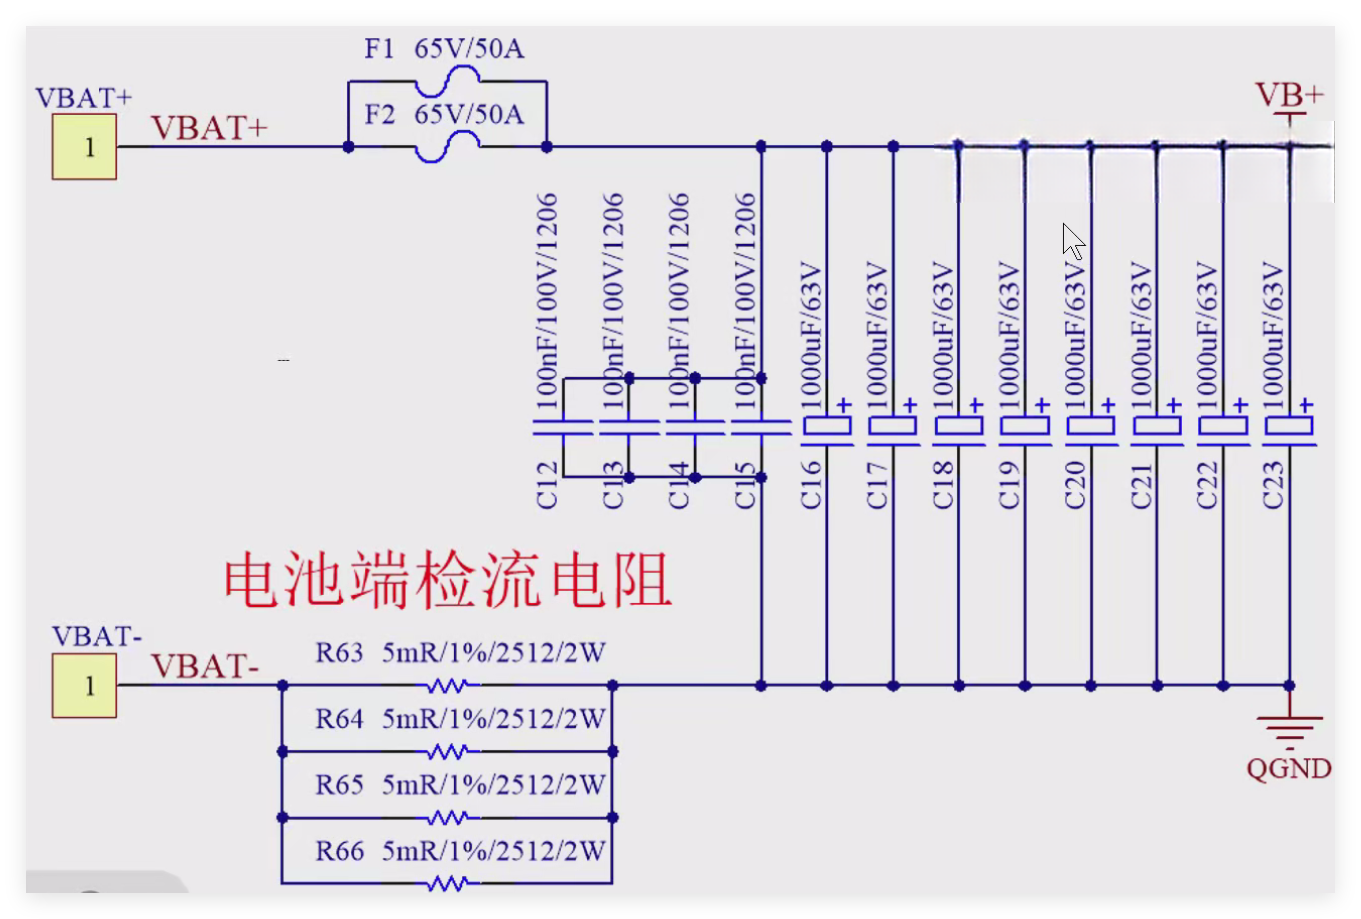 F1 65V/50A
VBAT+
VB+
F2 65V/50A
1
VBAT+
100nF/100V/1206
100nF/100V/1206
100nF/100V/1206
100nF/100V/1206
1000uF/63V
1000uF/63V
1000uF/63V
1000uF/63V
1000uF/63V
1000uF/63V
1000uF/63V
1000uF/63V
+
+
+
+
+
+
+
+
C12
C13
C14
C15
C16
C17
C18
C19
C20
C21
C22
C23
电池端检流电阻
VBAT-
1
VBAT-
R63 5mR/1%/2512/2W
R64 5mR/1%/2512/2W
R65 5mR/1%/2512/2W
QGND
R66 5mR/1%/2512/2W